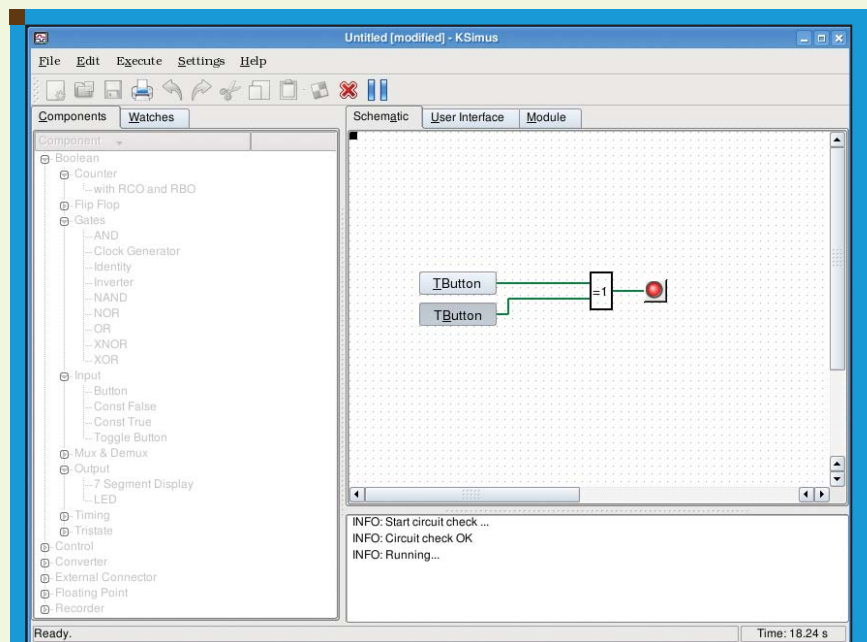 Untitled [modified] - KSimus
File Edit Execute Settings Help
Components Watches
Schematic User Interface Module
Component
Boolean
Counter
with RCO and RBO
Flip Flop
Gates
AND
Clock Generator
Identity
Inverter
NAND
NOR
OR
XNOR
XOR
Input
Button
Const False
Const True
Toggle Button
Mux & Demux
Output
7 Segment Display
LED
Timing
Tristate
Control
Converter
External Connector
Floating Point
Recorder
TButton
TButton
=1
INFO: Start circuit check ...
INFO: Circuit check OK
INFO: Running...
Ready.
Time: 18.24 s